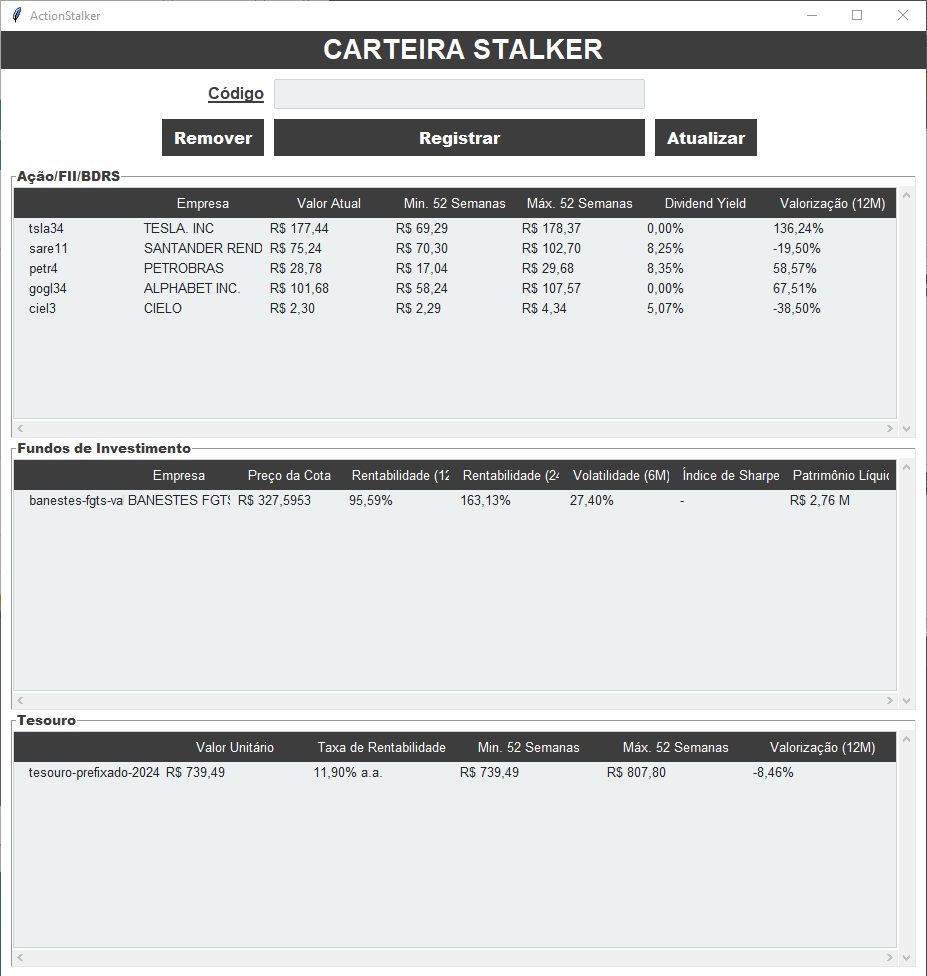 ActionStalker
CARTEIRA STALKER
Código
Remover Registrar Atualizar
Ação/FII/BDRS
Empresa Valor Atual Min. 52 Semanas Máx. 52 Semanas Dividend Yield Valorização (12M)
tsla34 TESLA. INC R$ 177,44 R$ 69,29 R$ 178,37 0,00% 136,24%
sare11 SANTANDER REND R$ 75,24 R$ 70,30 R$ 102,70 8,25% -19,50%
petr4 PETROBRAS R$ 28,78 R$ 17,04 R$ 29,68 8,35% 58,57%
gogl34 ALPHABET INC. R$ 101,68 R$ 58,24 R$ 107,57 0,00% 67,51%
ciel3 CIELO R$ 2,30 R$ 2,29 R$ 4,34 5,07% -38,50%
Fundos de Investimento
Empresa Preço da Cota Rentabilidade (12 Rentabilidade (24 Volatilidade (6M) Índice de Sharpe Patrimônio Líquic
banestes-fgts-val BANESTES FGTS R$ 327,5953 95,59% 163,13% 27,40% - R$ 2,76 M
Tesouro
Valor Unitário Taxa de Rentabilidade Min. 52 Semanas Máx. 52 Semanas Valorização (12M)
tesouro-prefixado-2024 R$ 739,49 11,90% a.a. R$ 739,49 R$ 807,80 -8,46%